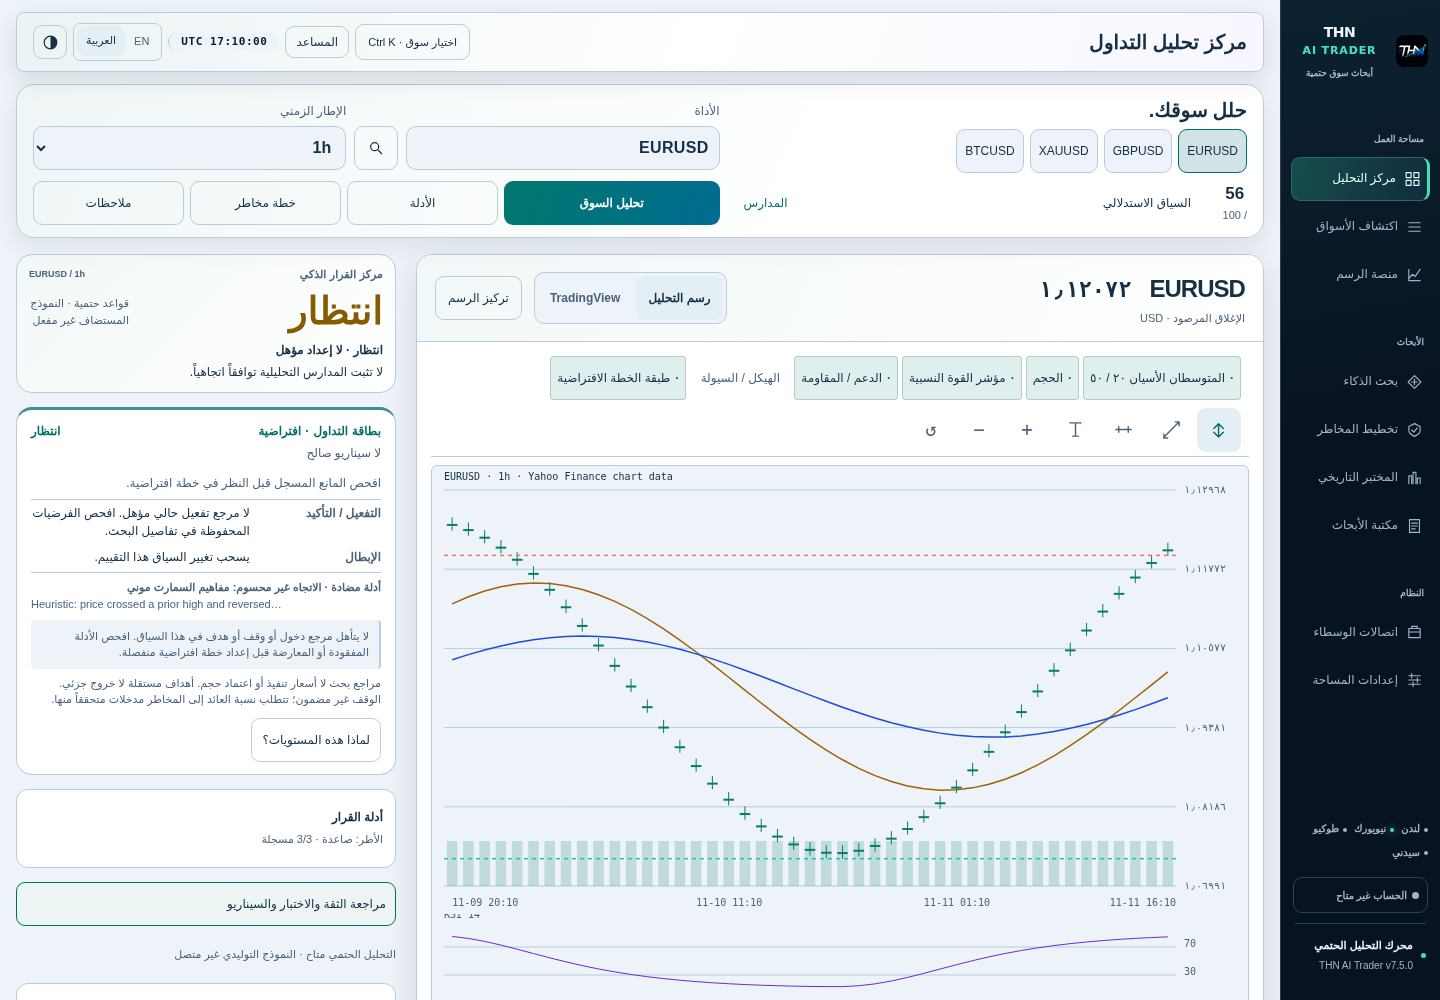 THN
AI TRADER
أبحاث سوق حتمية
مساحة العمل
مركز التحليل
اكتشاف الأسواق
منصة الرسم
الأبحاث
بحث الذكاء
تخطيط المخاطر
المختبر التاريخي
مكتبة الأبحاث
النظام
اتصالات الوسطاء
إعدادات المساحة
لندن
نيويورك
طوكيو
سيدني
الحساب غير متاح
محرك التحليل الحتمي
THN AI Trader v7.5.0
مركز تحليل التداول
اختيار سوق · Ctrl K
المساعد
UTC 17:10:00
EN
العربية
حلل سوقك.
EURUSD
GBPUSD
XAUUSD
BTCUSD
56
/ 100
السياق الاستدلالي
المدارس
الأداة
EURUSD
الإطار الزمني
1h
تحليل السوق
الأدلة
خطة مخاطر
ملاحظات
EURUSD ١٫١٢٠٧٢
الإغلاق المرصود · USD
رسم التحليل
TradingView
تركيز الرسم
· المتوسطان الأسيان ٢٠ / ٥٠
· الحجم
· مؤشر القوة النسبية
· الدعم / المقاومة
الهيكل / السيولة
· طبقة الخطة الافتراضية
EURUSD · 1h · Yahoo Finance chart data
١٫١٢٩٦٨
١٫١١٧٧٢
١٫١٠٥٧٧
١٫٠٩٣٨١
١٫٠٨١٨٦
١٫٠٦٩٩١
11-09 20:10
11-10 11:10
11-11 01:10
11-11 16:10
RSI 14
70
30
مركز القرار الذكي
EURUSD / 1h
انتظار
قواعد حتمية · النموذج
المستضاف غير مفعل
انتظار · لا إعداد مؤهل
لا تثبت المدارس التحليلية توافقاً اتجاهياً.
بطاقة التداول · افتراضية
انتظار
لا سيناريو صالح
افحص المانع المسجل قبل النظر في خطة افتراضية.
التفعيل / التأكيد
لا مرجع تفعيل حالي مؤهل. افحص الفرضيات
المحفوظة في تفاصيل البحث.
الإبطال
يسحب تغيير السياق هذا التقييم.
أدلة مضادة · الاتجاه غير محسوم: مفاهيم السمارت موني
Heuristic: price crossed a prior high and reversed…
لا يتأهل مرجع دخول أو وقف أو هدف في هذا السياق. افحص الأدلة
المفقودة أو المعارضة قبل إعداد خطة افتراضية منفصلة.
مراجع بحث لا أسعار تنفيذ أو اعتماد حجم. أهداف مستقلة لا خروج جزئي.
الوقف غير مضمون؛ تتطلب نسبة العائد إلى المخاطر مدخلات متحققاً منها.
لماذا هذه المستويات؟
أدلة القرار
الأطر: صاعدة · 3/3 مسجلة
مراجعة الثقة والاختبار والسيناريو
التحليل الحتمي متاح · النموذج التوليدي غير متصل